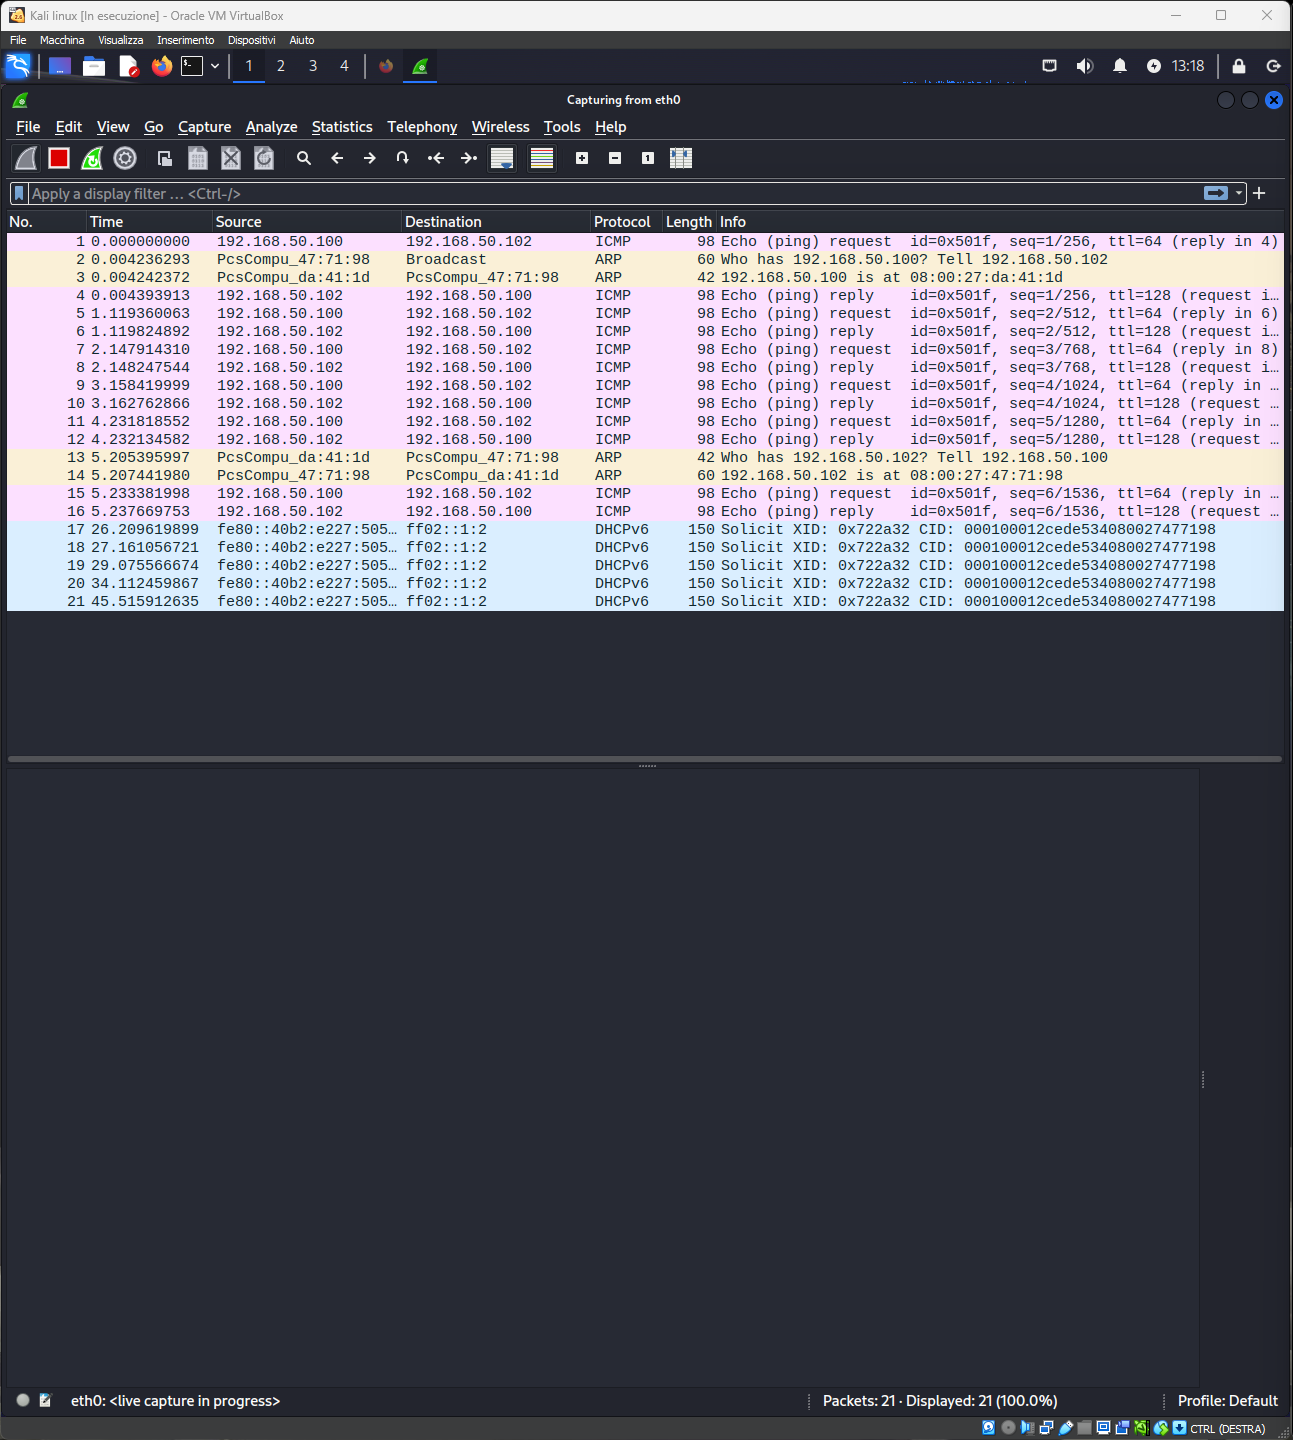 Kali linux [In esecuzione] - Oracle VM VirtualBox
File Macchina Visualizza Inserimento Dispositivi Aiuto
1 2 3 4 13:18
Capturing from eth0
File Edit View Go Capture Analyze Statistics Telephony Wireless Tools Help
Apply a display filter … <Ctrl-/>
No. Time Source Destination Protocol Length Info
1 0.000000000 192.168.50.100 192.168.50.102 ICMP 98 Echo (ping) request id=0x501f, seq=1/256, ttl=64 (reply in 4)
2 0.004236293 PcsCompu_47:71:98 Broadcast ARP 60 Who has 192.168.50.100? Tell 192.168.50.102
3 0.004242372 PcsCompu_da:41:1d PcsCompu_47:71:98 ARP 42 192.168.50.100 is at 08:00:27:da:41:1d
4 0.004393913 192.168.50.102 192.168.50.100 ICMP 98 Echo (ping) reply id=0x501f, seq=1/256, ttl=128 (request i…
5 1.119360063 192.168.50.100 192.168.50.102 ICMP 98 Echo (ping) request id=0x501f, seq=2/512, ttl=64 (reply in 6)
6 1.119824892 192.168.50.102 192.168.50.100 ICMP 98 Echo (ping) reply id=0x501f, seq=2/512, ttl=128 (request i…
7 2.147914310 192.168.50.100 192.168.50.102 ICMP 98 Echo (ping) request id=0x501f, seq=3/768, ttl=64 (reply in 8)
8 2.148247544 192.168.50.102 192.168.50.100 ICMP 98 Echo (ping) reply id=0x501f, seq=3/768, ttl=128 (request i…
9 3.158419999 192.168.50.100 192.168.50.102 ICMP 98 Echo (ping) request id=0x501f, seq=4/1024, ttl=64 (reply in …
10 3.162762866 192.168.50.102 192.168.50.100 ICMP 98 Echo (ping) reply id=0x501f, seq=4/1024, ttl=128 (request …
11 4.231818552 192.168.50.100 192.168.50.102 ICMP 98 Echo (ping) request id=0x501f, seq=5/1280, ttl=64 (reply in …
12 4.232134582 192.168.50.102 192.168.50.100 ICMP 98 Echo (ping) reply id=0x501f, seq=5/1280, ttl=128 (request …
13 5.205395997 PcsCompu_da:41:1d PcsCompu_47:71:98 ARP 42 Who has 192.168.50.102? Tell 192.168.50.100
14 5.207441980 PcsCompu_47:71:98 PcsCompu_da:41:1d ARP 60 192.168.50.102 is at 08:00:27:47:71:98
15 5.233381998 192.168.50.100 192.168.50.102 ICMP 98 Echo (ping) request id=0x501f, seq=6/1536, ttl=64 (reply in …
16 5.237669753 192.168.50.102 192.168.50.100 ICMP 98 Echo (ping) reply id=0x501f, seq=6/1536, ttl=128 (request …
17 26.209619899 fe80::40b2:e227:505… ff02::1:2 DHCPv6 150 Solicit XID: 0x722a32 CID: 000100012cede534080027477198
18 27.161056721 fe80::40b2:e227:505… ff02::1:2 DHCPv6 150 Solicit XID: 0x722a32 CID: 000100012cede534080027477198
19 29.075566674 fe80::40b2:e227:505… ff02::1:2 DHCPv6 150 Solicit XID: 0x722a32 CID: 000100012cede534080027477198
20 34.112459867 fe80::40b2:e227:505… ff02::1:2 DHCPv6 150 Solicit XID: 0x722a32 CID: 000100012cede534080027477198
21 45.515912635 fe80::40b2:e227:505… ff02::1:2 DHCPv6 150 Solicit XID: 0x722a32 CID: 000100012cede534080027477198
eth0: <live capture in progress> Packets: 21 · Displayed: 21 (100.0%) Profile: Default
CTRL (DESTRA)